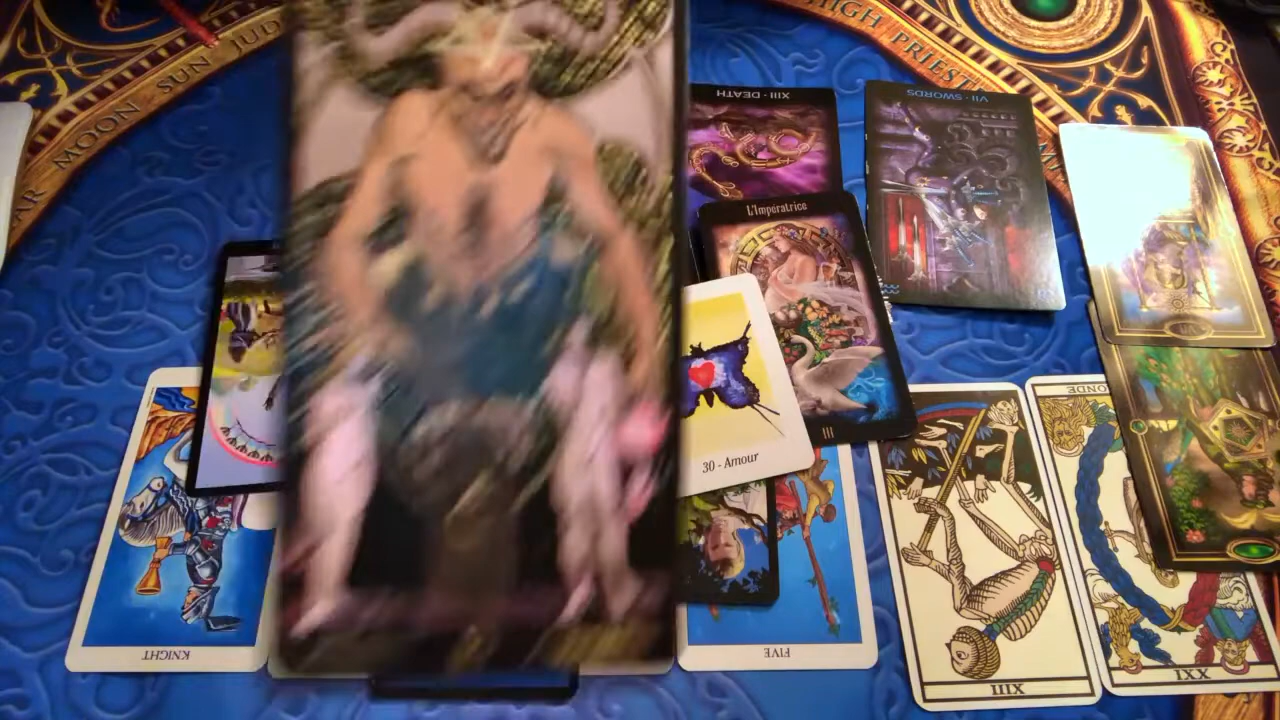 MOON SUN JUD
HIGH PRIEST
XIII - DEATH
VII - SWORDS
L'Impératrice
III
30 - Amour
ONDE
KNIGHT
FIVE
XIII
XXI